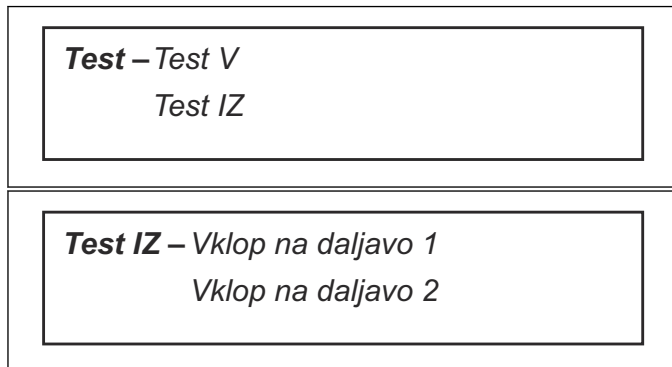 Test – Test V
Test IZ
Test IZ – Vklop na daljavo 1
Vklop na daljavo 2